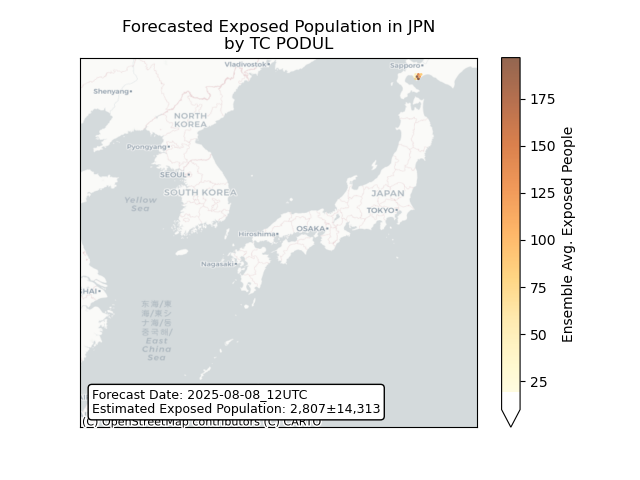 Forecasted Exposed Population in JPN
by TC PODUL
Vladivostok
Sapporo
Shenyang
NORTH
KOREA
Pyongyang
SEOUL
SOUTH KOREA
Yellow
Sea
JAPAN
TOKYO
Hiroshima
OSAKA
Nagasaki
HAI
East
China
Sea
Forecast Date: 2025-08-08_12UTC
Estimated Exposed Population: 2,807±14,313
(C) OpenStreetMap contributors (C) CARTO
175
150
125
100
75
50
25
Ensemble Avg. Exposed People